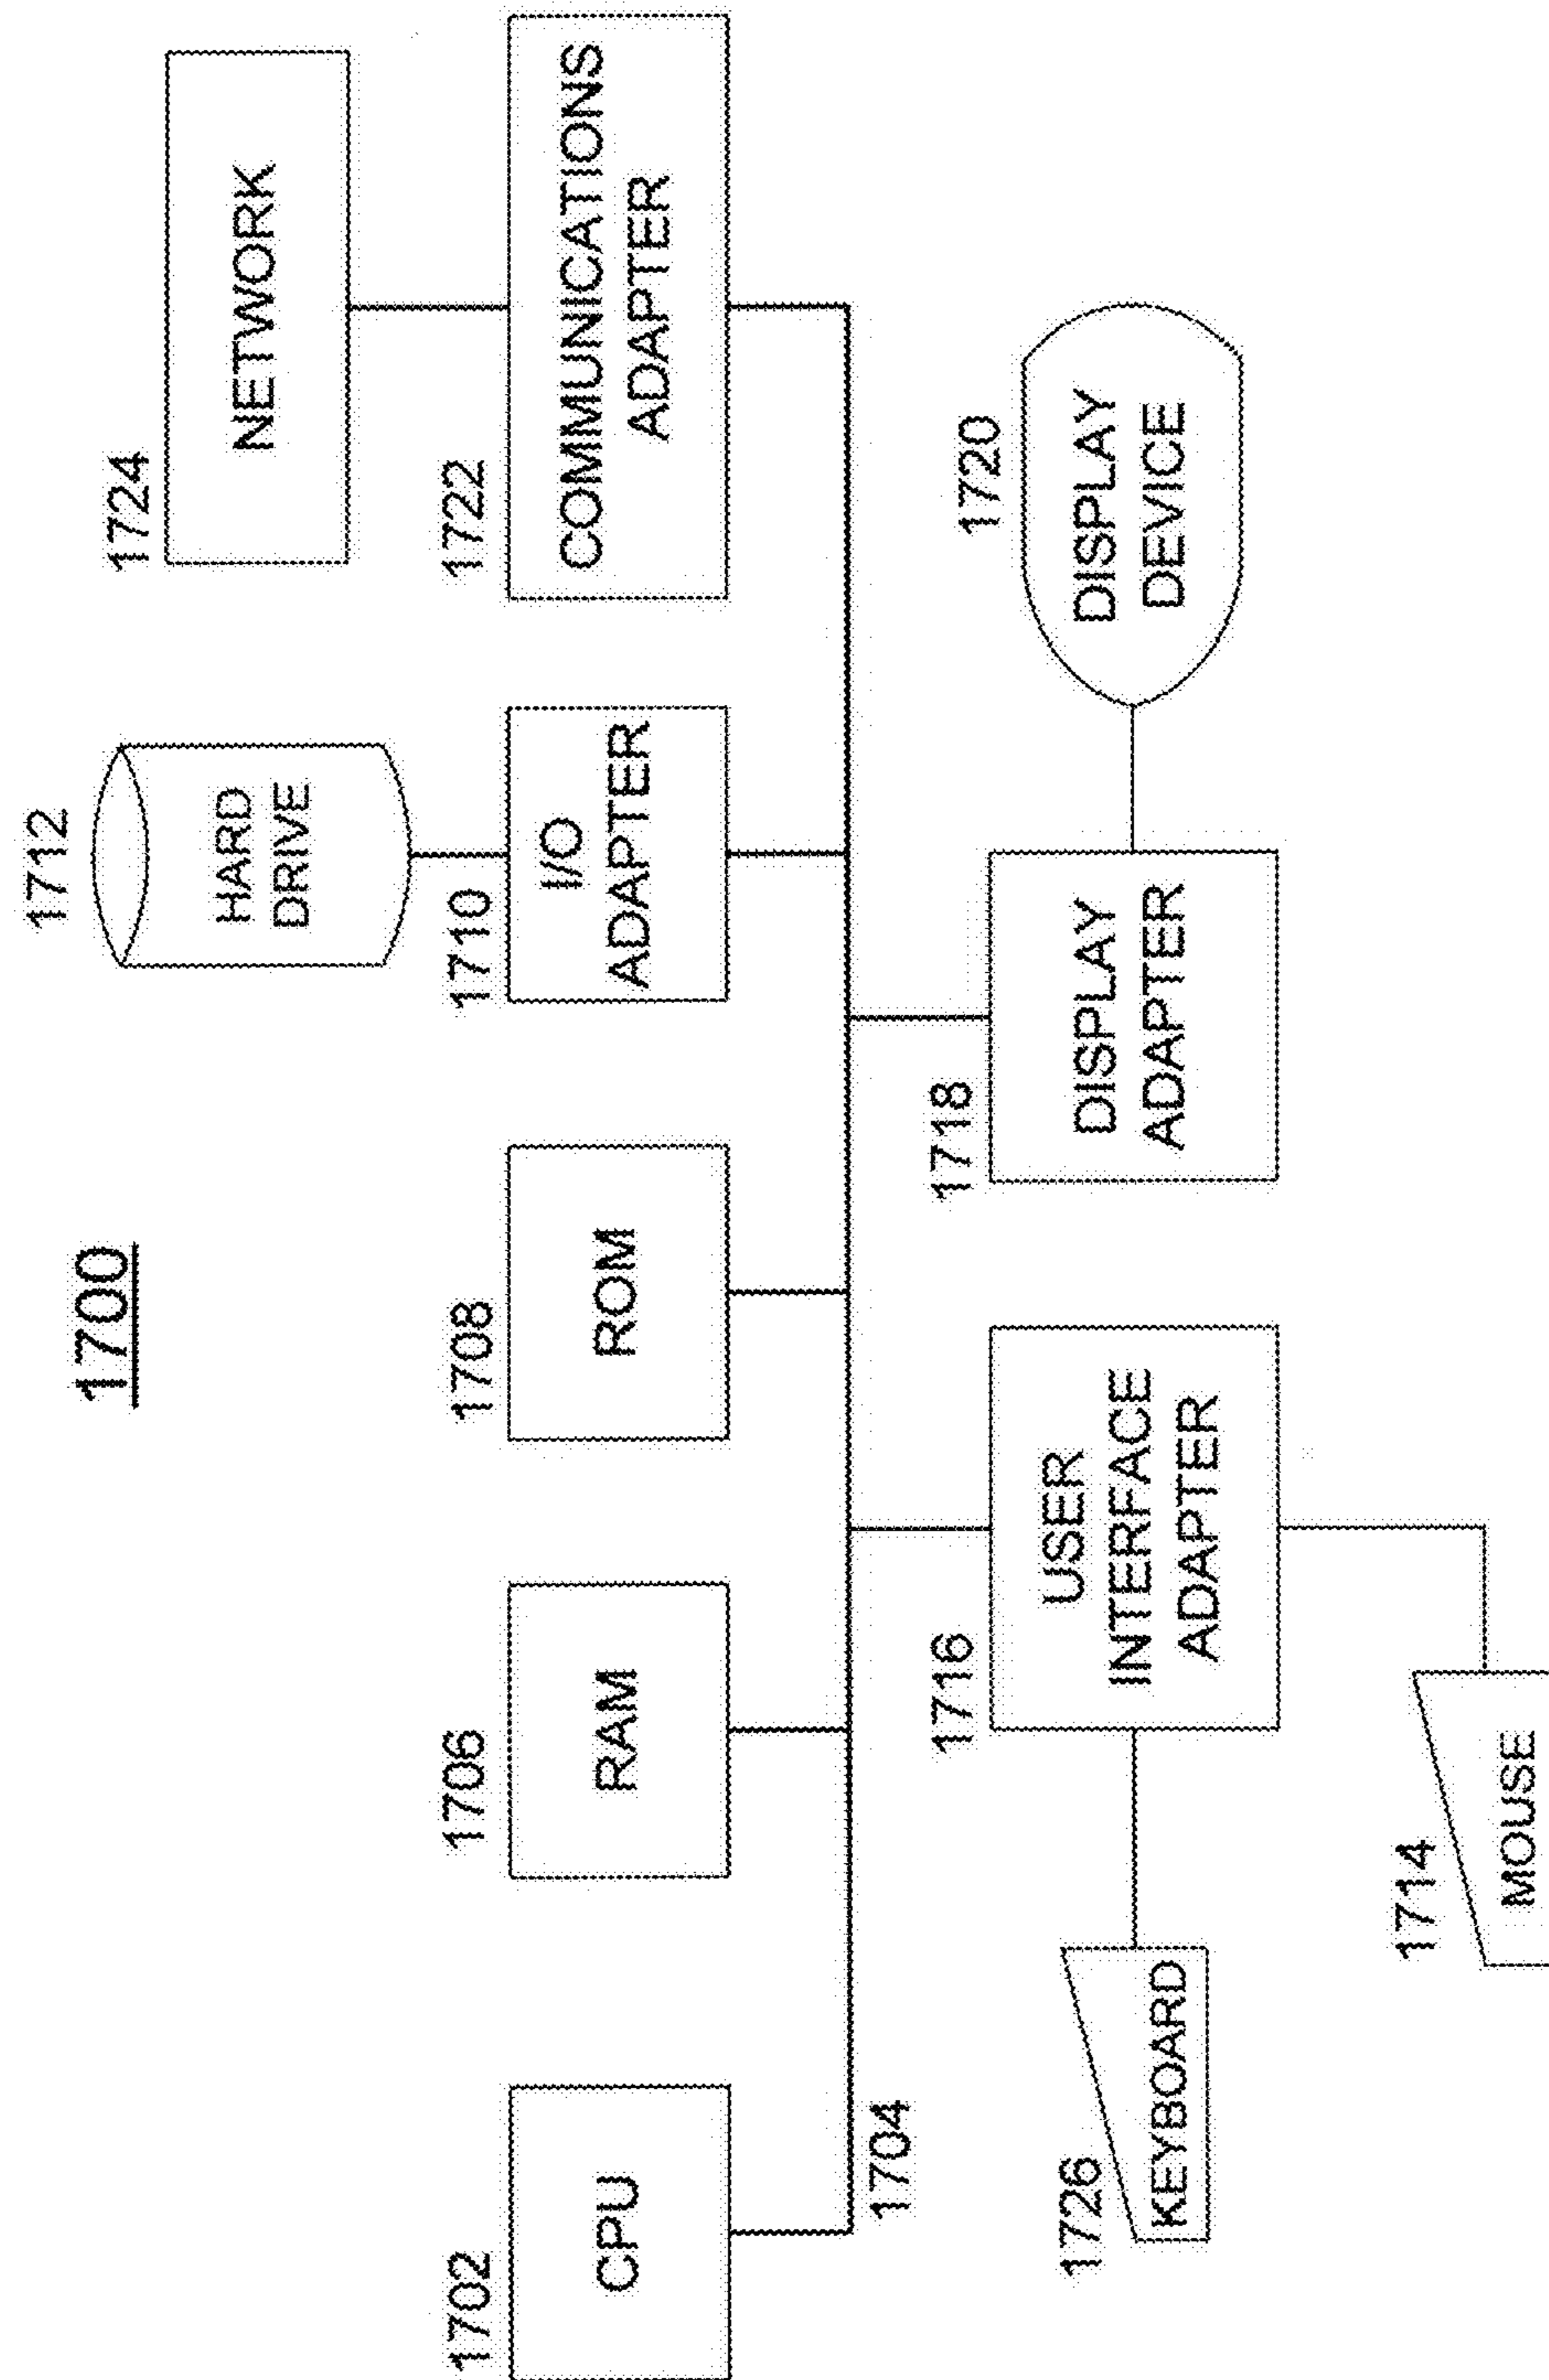 1700
1712
HARD
DRIVE
1724
NETWORK
1702
CPU
1706
RAM
1708
ROM
1710
I/O
ADAPTER
1722
COMMUNICATIONS
ADAPTER
1704
1726
KEYBOARD
1716
USER
INTERFACE
ADAPTER
1718
DISPLAY
ADAPTER
1720
DISPLAY
DEVICE
1714
MOUSE